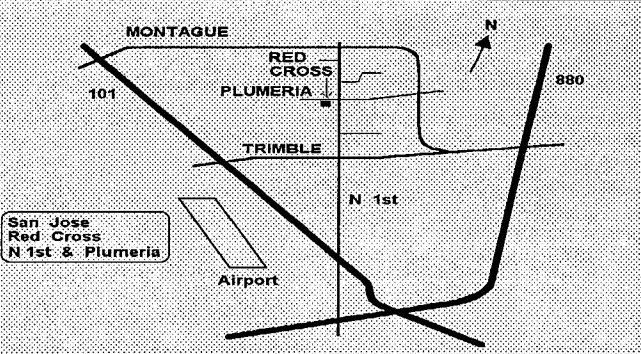 MONTAGUE
N
RED
CROSS
101
PLUMERIA
880
TRIMBLE
N 1st
San Jose
Red Cross
N 1st & Plumeria
Airport